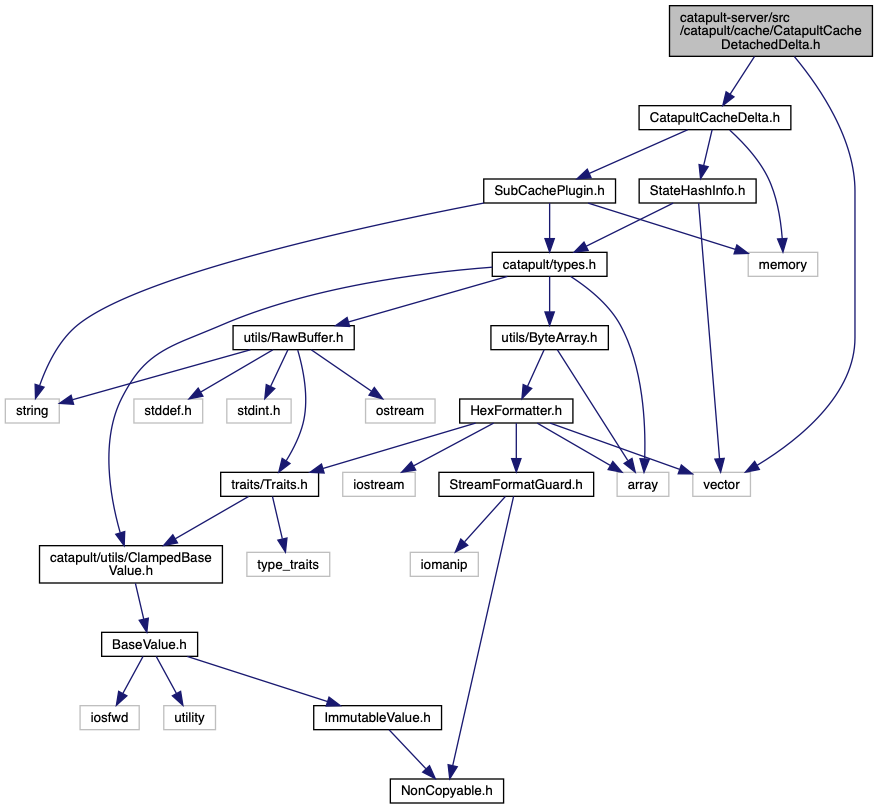 catapult-server/src
/catapult/cache/CatapultCache
DetachedDelta.h
CatapultCacheDelta.h
SubCachePlugin.h
StateHashInfo.h
catapult/types.h
memory
utils/RawBuffer.h
utils/ByteArray.h
string
stddef.h
stdint.h
ostream
HexFormatter.h
traits/Traits.h
iostream
StreamFormatGuard.h
array
vector
catapult/utils/ClampedBase
Value.h
type_traits
iomanip
BaseValue.h
iosfwd
utility
ImmutableValue.h
NonCopyable.h